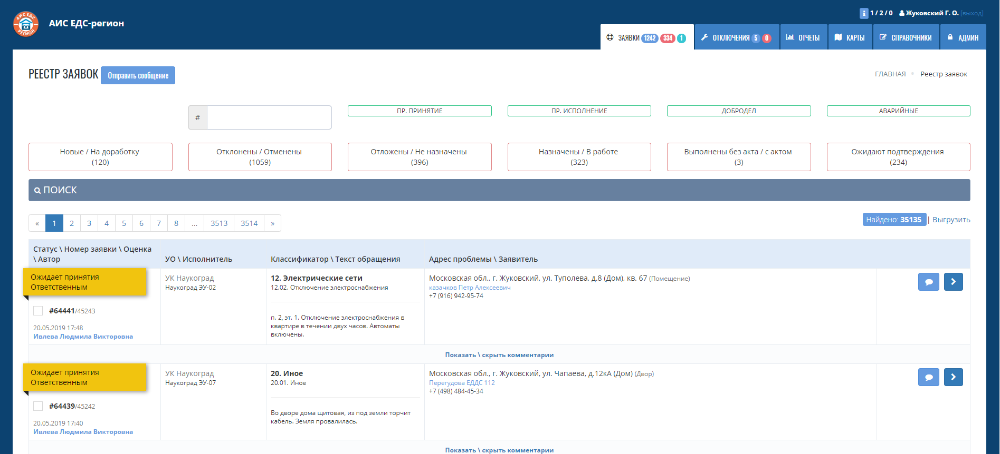 АИС ЕДС РЕГИОН
АИС ЕДС-регион
1 / 2 / 0 Жуковский Г. О. [выход]
ЗАЯВКИ 1242 334 1
ОТКЛЮЧЕНИЯ 5 0
ОТЧЕТЫ
КАРТЫ
СПРАВОЧНИКИ
АДМИН
РЕЕСТР ЗАЯВОК Отправить сообщение
ГЛАВНАЯ Реестр заявок
#
ПР. ПРИНЯТИЕ
ПР. ИСПОЛНЕНИЕ
ДОБРОДЕЛ
АВАРИЙНЫЕ
Новые / На доработку
(120)
Отклонены / Отменены
(1059)
Отложены / Не назначены
(396)
Назначены / В работе
(323)
Выполнены без акта / с актом
(3)
Ожидают подтверждения
(234)
ПОИСК
« 1 2 3 4 5 6 7 8 ... 3513 3514 »
Найдено: 35135 | Выгрузить
Статус \ Номер заявки \ Оценка
\ Автор
УО \ Исполнитель
Классификатор \ Текст обращения
Адрес проблемы \ Заявитель
Ожидает принятия
Ответственным
#64441/45243
20.05.2019 17:48
Ивлева Людмила Викторовна
УК Наукоград
Наукоград ЭУ-02
12. Электрические сети
12.02. Отключение электроснабжения
п. 2, эт. 1. Отключение электроснабжения в
квартире в течении двух часов. Автоматы
включены.
Московская обл., г. Жуковский, ул. Туполева, д.8 (Дом), кв. 67 (Помещение)
казачков Петр Алексеевич
+7 (916) 942-95-74
Показать \ скрыть комментарии
Ожидает принятия
Ответственным
#64439/45242
20.05.2019 17:40
Ивлева Людмила Викторовна
УК Наукоград
Наукоград ЭУ-07
20. Иное
20.01. Иное
Во дворе дома щитовая, из под земли торчит
кабель. Земля провалилась.
Московская обл., г. Жуковский, ул. Чапаева, д.12кА (Дом) (Двор)
Перегудова ЕДДС 112
+7 (498) 484-45-34
Показать \ скрыть комментарии